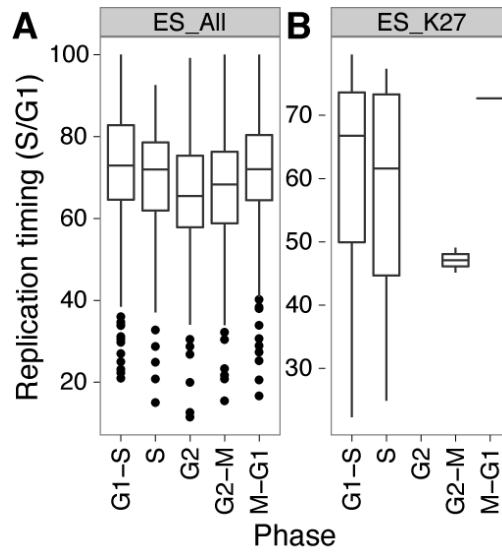 A
ES_All
B
ES_K27
Replication timing (S/G1)
100
80
60
40
20
70
60
50
40
30
G1−S
S
G2
G2−M
M−G1
G1−S
S
G2
G2−M
M−G1
Phase